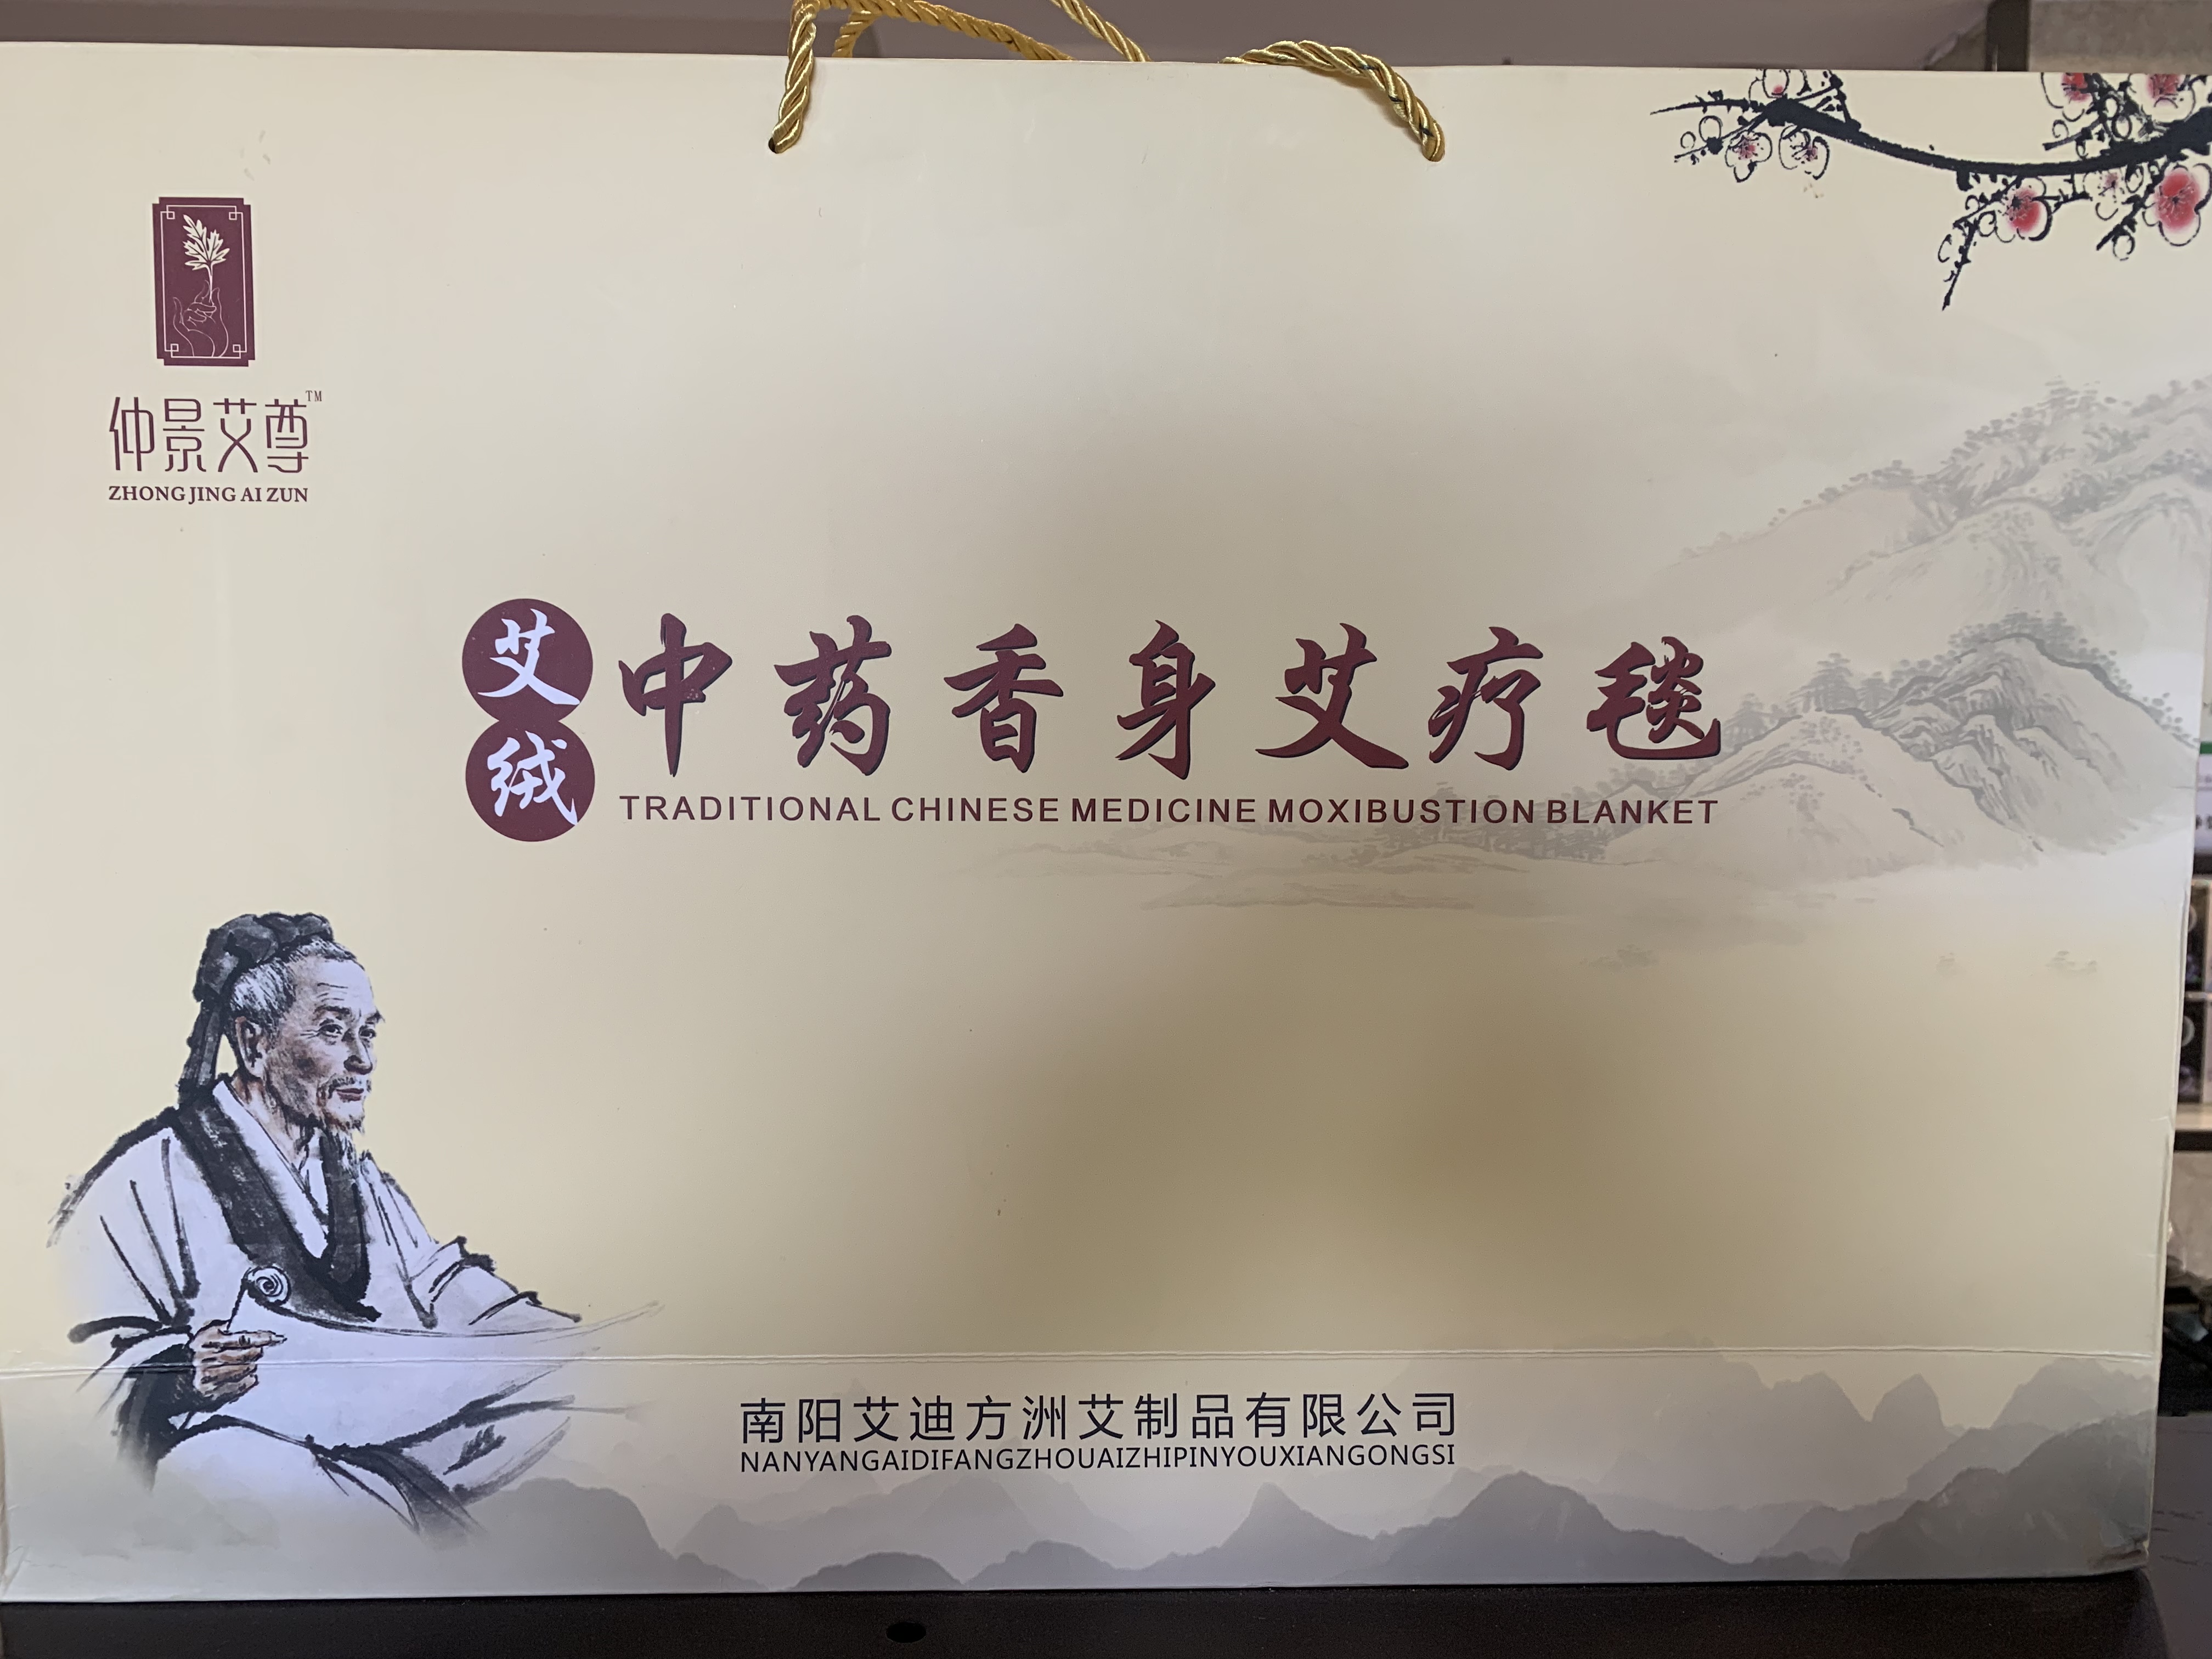 仲景艾尊™
ZHONG JING AI ZUN
艾绒
中药香身艾疗毯
TRADITIONAL CHINESE MEDICINE MOXIBUSTION BLANKET
南阳艾迪方洲艾制品有限公司
NANYANGAIDIFANGZHOUAIZHIPINYOUXIANGONGSI